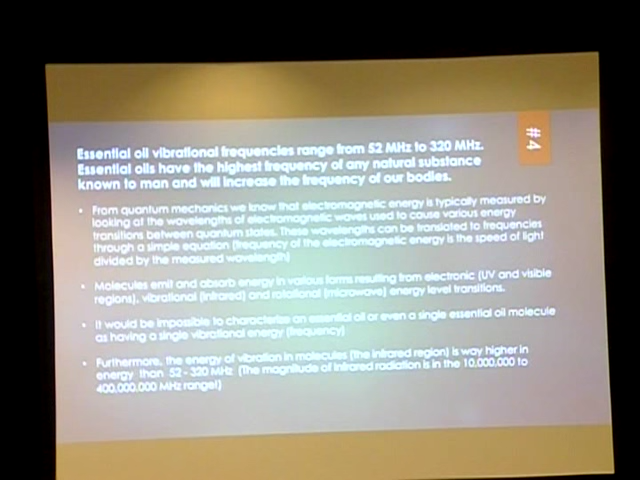 #4
Essential oil vibrational frequencies range from 52 MHz to 320 MHz.
Essential oils have the highest frequency of any natural substance
known to man and will increase the frequency of our bodies.
• From quantum mechanics we know that electromagnetic energy is typically measured by
looking at the wavelengths of electromagnetic waves used to cause various energy
transitions between quantum states. These wavelengths can be translated to frequencies
through a simple equation (frequency of the electromagnetic energy is the speed of light
divided by the measured wavelength)
• Molecules emit and absorb energy in various forms resulting from electronic (UV and visible
regions), vibrational (infrared) and rotational (microwave) energy level transitions.
• It would be impossible to characterize an essential oil or even a single essential oil molecule
as having a single vibrational energy (frequency)
• Furthermore, the energy of vibration in molecules (the infrared region) is way higher in
energy than 52 - 320 MHz (The magnitude of infrared radiation is in the 10,000,000 to
400,000,000 MHz range!)